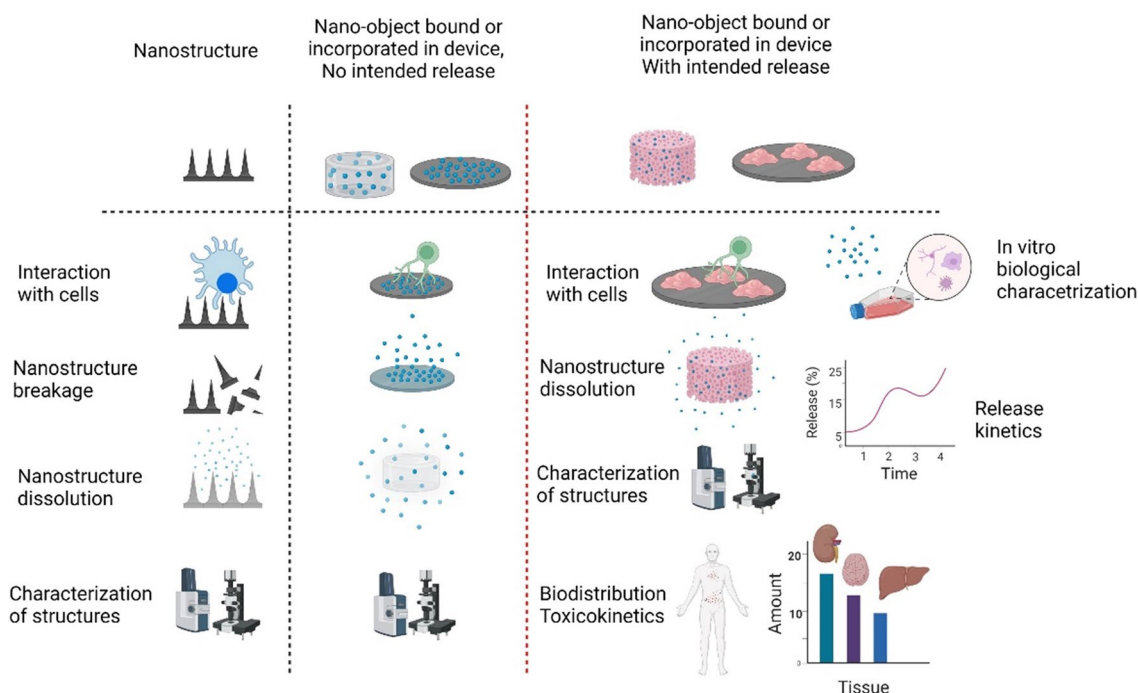 Nanostructure
Nano-object bound or
incorporated in device,
No intended release
Nano-object bound or
incorporated in device
With intended release
Interaction
with cells
Interaction
with cells
In vitro
biological
characetrization
Nanostructure
breakage
Nanostructure
dissolution
Release (%)
25
15
5
0
1
2
3
4
Time
Release
kinetics
Nanostructure
dissolution
Characterization
of structures
Characterization
of structures
Biodistribution
Toxicokinetics
Amount
20
10
0
Tissue